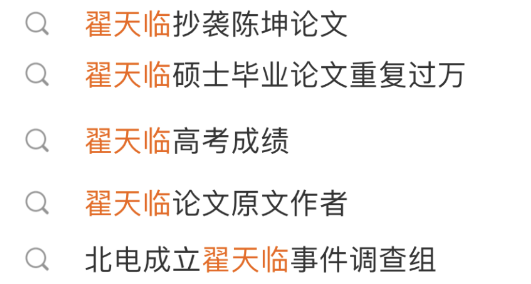 翟天临抄袭陈坤论文
翟天临硕士毕业论文重复过万
翟天临高考成绩
翟天临论文原文作者
北电成立翟天临事件调查组